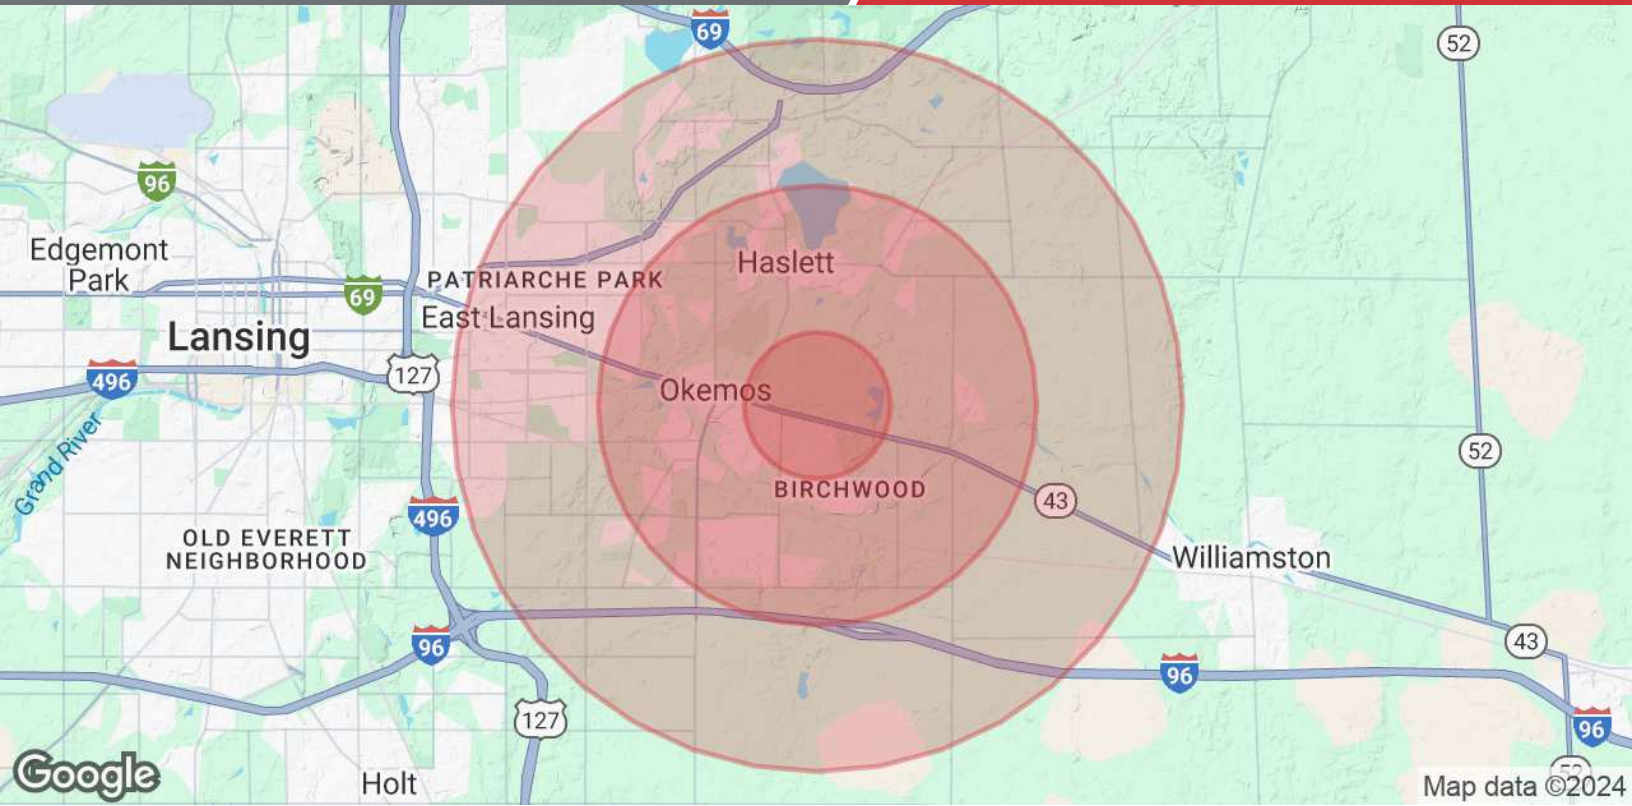 69
52
96
Edgemont
Park
69
PATRIARCHE PARK
Haslett
East Lansing
Lansing
496
127
Okemos
Grand River
52
BIRCHWOOD
43
496
OLD EVERETT
NEIGHBORHOOD
Williamston
96
43
96
127
96
52
Google
Holt
Map data ©2024